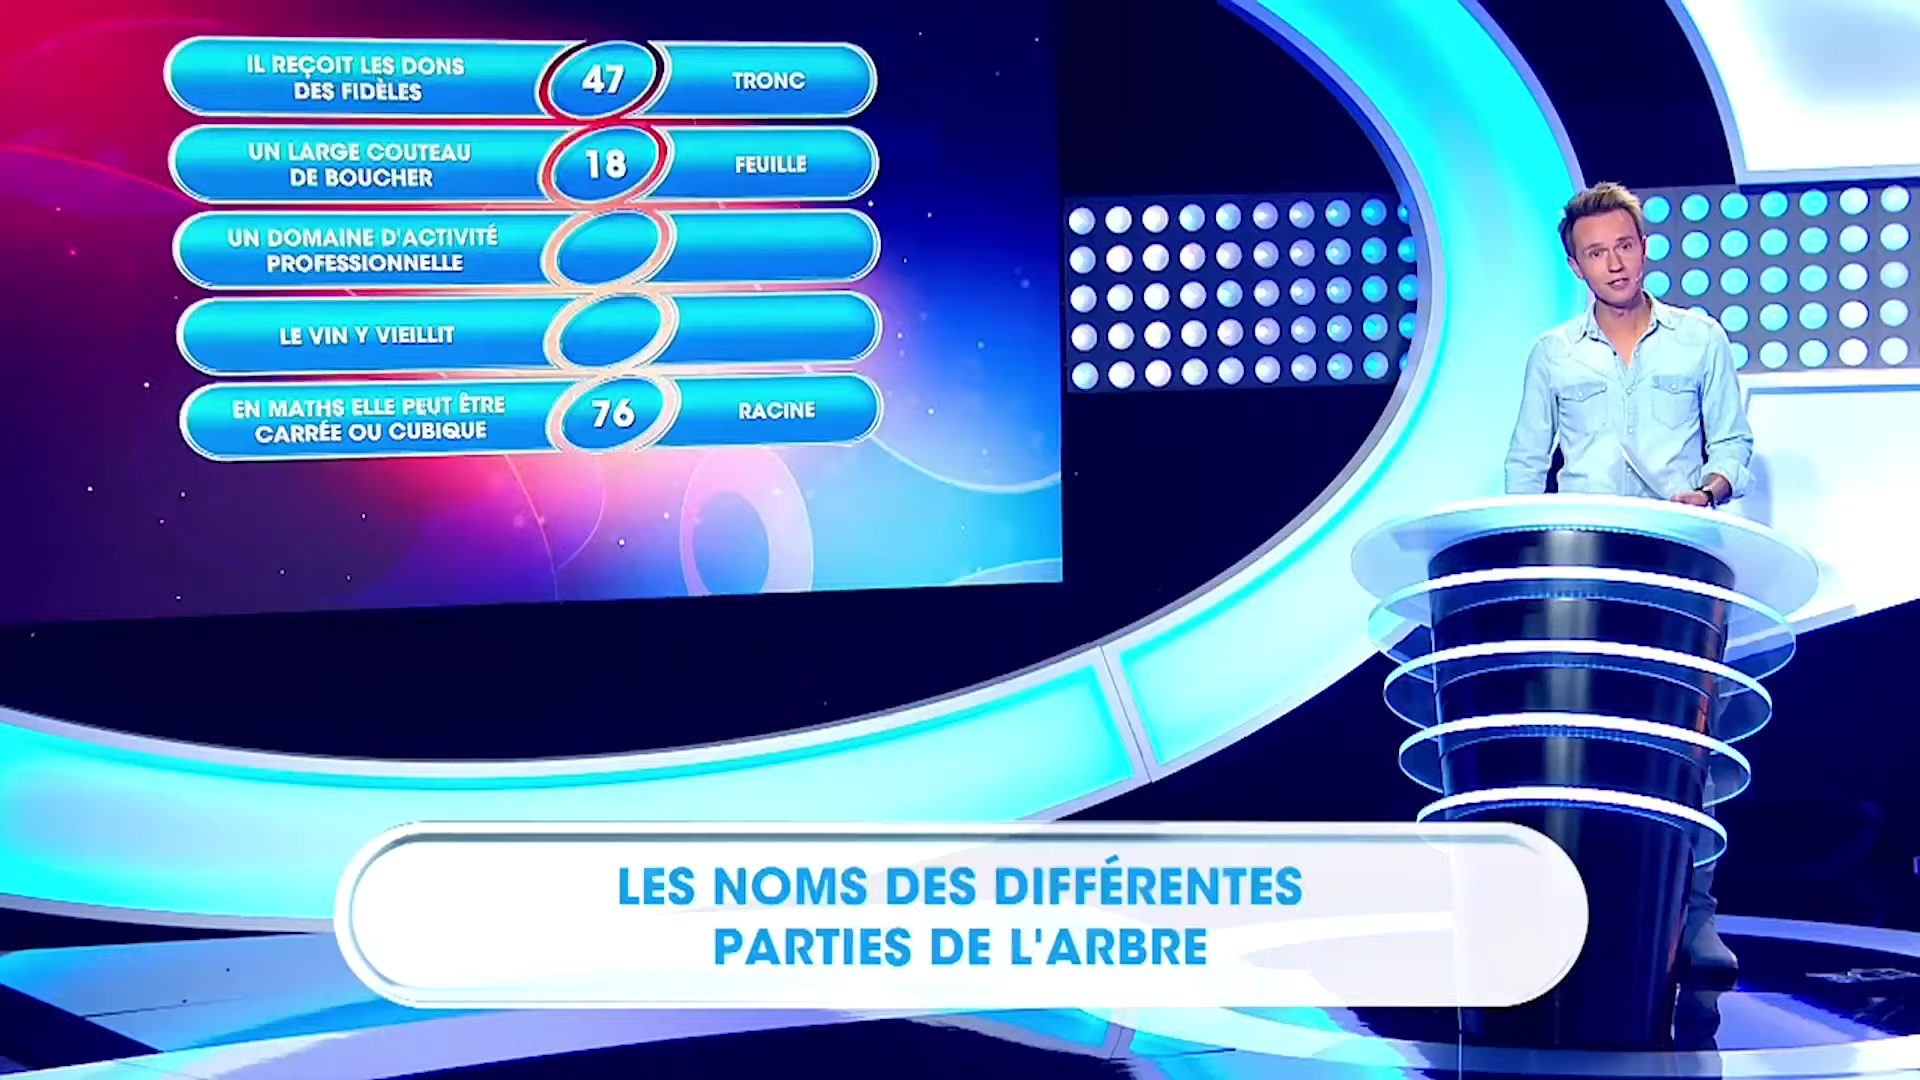 IL REÇOIT LES DONS
DES FIDÈLES
47
TRONC
UN LARGE COUTEAU
DE BOUCHER
18
FEUILLE
UN DOMAINE D'ACTIVITÉ
PROFESSIONNELLE
LE VIN Y VIEILLIT
EN MATHS ELLE PEUT ÊTRE
CARRÉE OU CUBIQUE
76
RACINE
LES NOMS DES DIFFÉRENTES
PARTIES DE L'ARBRE